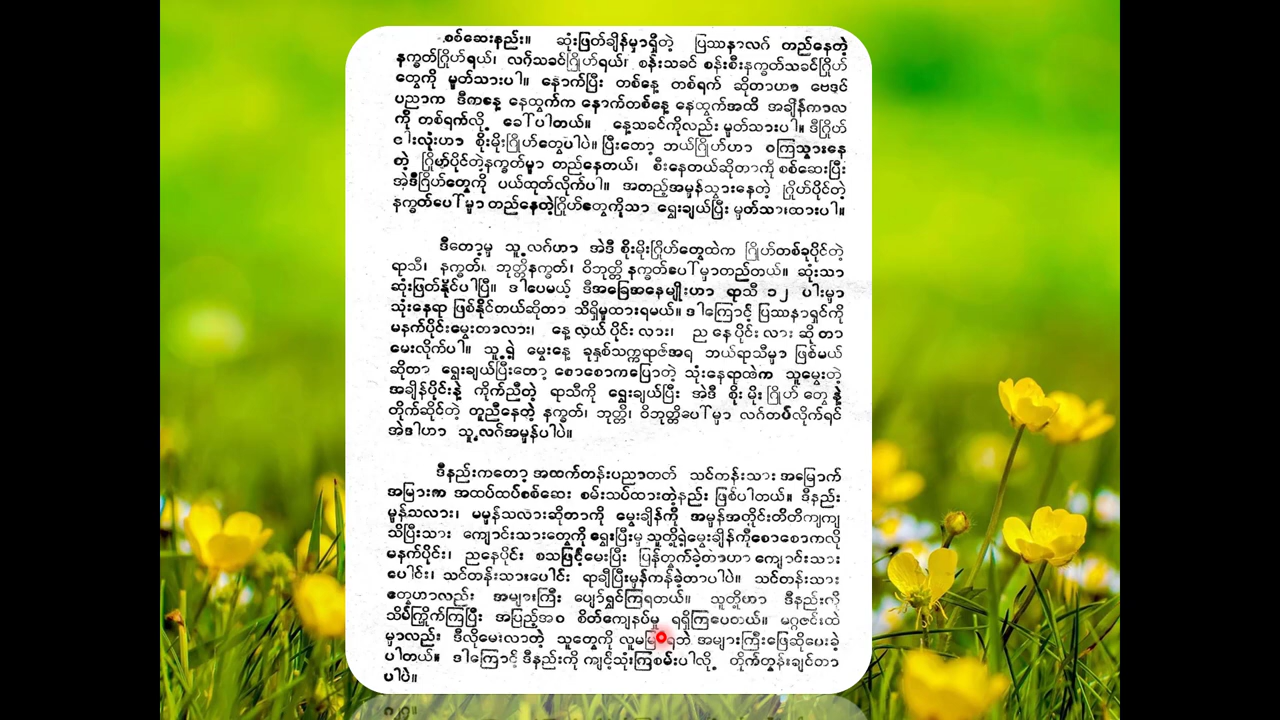 စစ်ဆေးနည်း။ ဆုံးဖြတ်ချိန်မှာရှိတဲ့ ပြဿနာလဂ် တည်နေတဲ့
နက္ခတ်ဂြိုဟ်ရယ်၊ လဂ်သခင်ဂြိုဟ်ရယ်၊ စန်းသခင် စန်းစီးနက္ခတ်သခင်ဂြိုဟ်
တွေကို မှတ်သားပါ။ နောက်ပြီး တစ်နေ့ တစ်ရက် ဆိုတာဟာ ဗေဒင်
ပညာက ဒီကနေ့ နေထွက်က နောက်တစ်နေ့ နေထွက်အထိ အချိန်ကာလ
ကို တစ်ရက်လို့ ခေါ်ပါတယ်။ နေ့သခင်ကိုလည်း မှတ်သားပါ။ ဒီဂြိုဟ်
ငါးလုံးဟာ စိုးမိုးဂြိုဟ်တွေပါပဲ။ ပြီးတော့ ဘယ်ဂြိုဟ်ဟာ ဝကြသွားနေ
တဲ့ ဂြိုဟ်ပိုင်တဲ့နက္ခတ်မှာ တည်နေတယ်၊ စီးနေတယ်ဆိုတာကို စစ်ဆေးပြီး
အဲဒီဂြိုဟ်တွေကို ပယ်ထုတ်လိုက်ပါ။ အတည့်အမှန်သွားနေတဲ့ ဂြိုဟ်ပိုင်တဲ့
နက္ခတ်ပေါ်မှာ တည်နေတဲ့ဂြိုဟ်တွေကိုသာ ရွေးချယ်ပြီး မှတ်သားထားပါ။
ဒီတော့မှ သူ့လဂ်ဟာ အဲဒီ စိုးမိုးဂြိုဟ်တွေထဲက ဂြိုဟ်တစ်ခုပိုင်တဲ့
ရာသီ၊ နက္ခတ်၊ ဘုတ္တိနက္ခတ်၊ ဝိဘုတ္တိ နက္ခတ်ပေါ်မှာတည်တယ်။ ဆုံးသာ
ဆုံးဖြတ်နိုင်ပါပြီ။ ဒါပေမယ့် ဒီအခြေအနေမျိုးဟာ ရာသီ ၁၂ ပါးမှာ
သုံးနေရာ ဖြစ်နိုင်တယ်ဆိုတာ သိရှိမှုထားရမယ်။ ဒါကြောင့် ပြဿနာရှင်ကို
မနက်ပိုင်းမွေးတာလား၊ နေ့လယ်ပိုင်းလား၊ ညနေပိုင်းလား ဆိုတာ
မေးလိုက်ပါ။ သူ့ရဲ့ မွေးနေ့ ခုနှစ်သက္ကရာဇ်အရ ဘယ်ရာသီမှာ ဖြစ်မယ်
ဆိုတာ ရွေးချယ်ပြီးတော့ စောစောကပြောတဲ့ သုံးနေရာထဲက သူမွေးတဲ့
အချိန်ပိုင်းနဲ့ ကိုက်ညီတဲ့ ရာသီကို ရွေးချယ်ပြီး အဲဒီ စိုးမိုးဂြိုဟ် တွေနဲ့
တိုက်ဆိုင်တဲ့ တူညီနေတဲ့ နက္ခတ်၊ ဘုတ္တိ၊ ဝိဘုတ္တိပေါ်မှာ လဂ်တပ်လိုက်ရင်
အဲဒါဟာ သူ့လဂ်အမှန်ပါပဲ။
ဒီနည်းကတော့ အထက်တန်းပညာတတ် သင်တန်းသား အမြောက်
အမြားက အထပ်ထပ်စစ်ဆေး စမ်းသပ်ထားတဲ့နည်း ဖြစ်ပါတယ်။ ဒီနည်း
မှန်သလား၊ မမှန်သလားဆိုတာကို မွေးချိန်ကို အမှန်အတိုင်းတိတိကျကျ
သိပြီးသား ကျောင်းသားတွေကို ရွေးပြီးမှ သူတို့ရဲ့မွေးချိန်ကိုစောစောကလို
မနက်ပိုင်း၊ ညနေပိုင်း စသဖြင့်မေးပြီး ပြန်တွက်ခဲ့တာဟာ ကျောင်းသား
ပေါင်း၊ သင်တန်းသားပေါင်း ရာချီပြီးမှန်ကန်ခဲ့တာပါပဲ။ သင်တန်းသား
တွေဟာလည်း အများကြီး ပျော်ရွှင်ကြရတယ်။ သူတို့ဟာ ဒီနည်းကို
သိပ်ကြိုက်ကြပြီး အပြည့်အဝ စိတ်ကျေနပ်မှု ရရှိကြပေတယ်။ မဂ္ဂဇင်းထဲ
မှာလည်း ဒီလိုမေးလာတဲ့ သူတွေကို အများကြီးဖြေဆိုပေးခဲ့
ပါတယ်။ ဒါကြောင့် ဒီနည်းကို ကျင့်သုံးကြစမ်းပါလို့ တိုက်တွန်းချင်တာ
ပါပဲ။